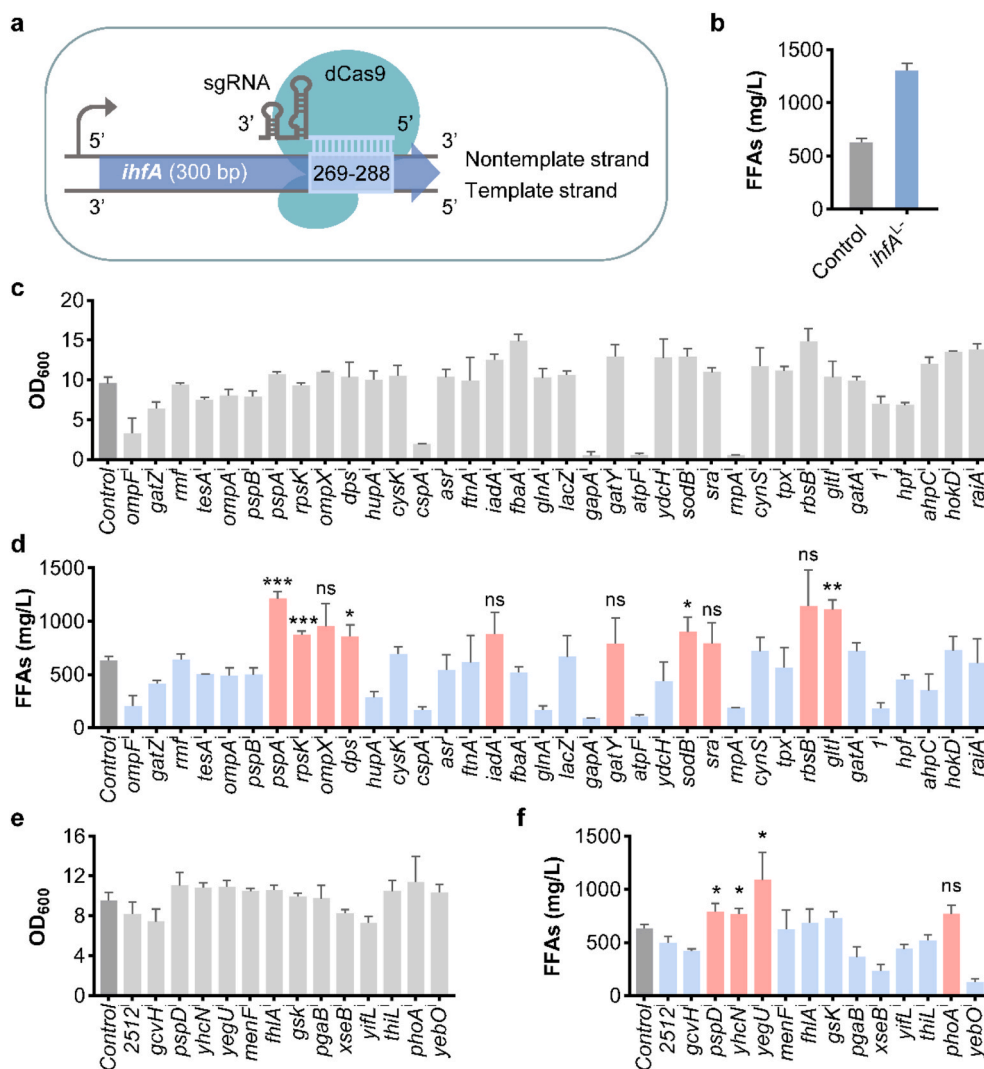 a
sgRNA
dCas9
3’
5’
5’
3’
ihfA (300 bp)
269-288
Nontemplate strand
Template strand
3’
5’
b
FFAs (mg/L)
1500
1000
500
0
Control
ihfA^L-
c
OD600
20
15
10
5
0
Control
ompF^i
gatZ^i
rmf^i
tesA^i
ompA^i
pspB^i
pspA^i
rpsK^i
ompX^i
dps^i
hupA^i
cysK^i
cspA^i
asr^i
ftnA^i
iadA^i
fbaA^i
glnA^i
lacZ^i
gapA^i
gatY^i
atpF^i
ydcH^i
sodB^i
sra^i
rnpA^i
cynS^i
tpx^i
rbsB^i
gltI^i
gatA^i
1^i
hpf^i
ahpC^i
hokD^i
raiA^i
d
FFAs (mg/L)
1500
1000
500
0
***
***
ns
*
ns
ns
*
ns
ns
**
Control
ompF^i
gatZ^i
rmf^i
tesA^i
ompA^i
pspB^i
pspA^i
rpsK^i
ompX^i
dps^i
hupA^i
cysK^i
cspA^i
asr^i
ftnA^i
iadA^i
fbaA^i
glnA^i
lacZ^i
gapA^i
gatY^i
atpF^i
ydcH^i
sodB^i
sra^i
rnpA^i
cynS^i
tpx^i
rbsB^i
gltI^i
gatA^i
1^i
hpf^i
ahpC^i
hokD^i
raiA^i
e
OD600
16
12
8
4
0
Control
2512^i
gcvH^i
pspD^i
yhcN^i
yegU^i
menF^i
fhlA^i
gsk^i
pgaB^i
xseB^i
yifL^i
thiL^i
phoA^i
yebO^i
f
FFAs (mg/L)
1500
1000
500
0
*
*
*
ns
Control
2512^i
gcvH^i
pspD^i
yhcN^i
yegU^i
menF^i
fhlA^i
gsK^i
pgaB^i
xseB^i
yifL^i
thiL^i
phoA^i
yebO^i